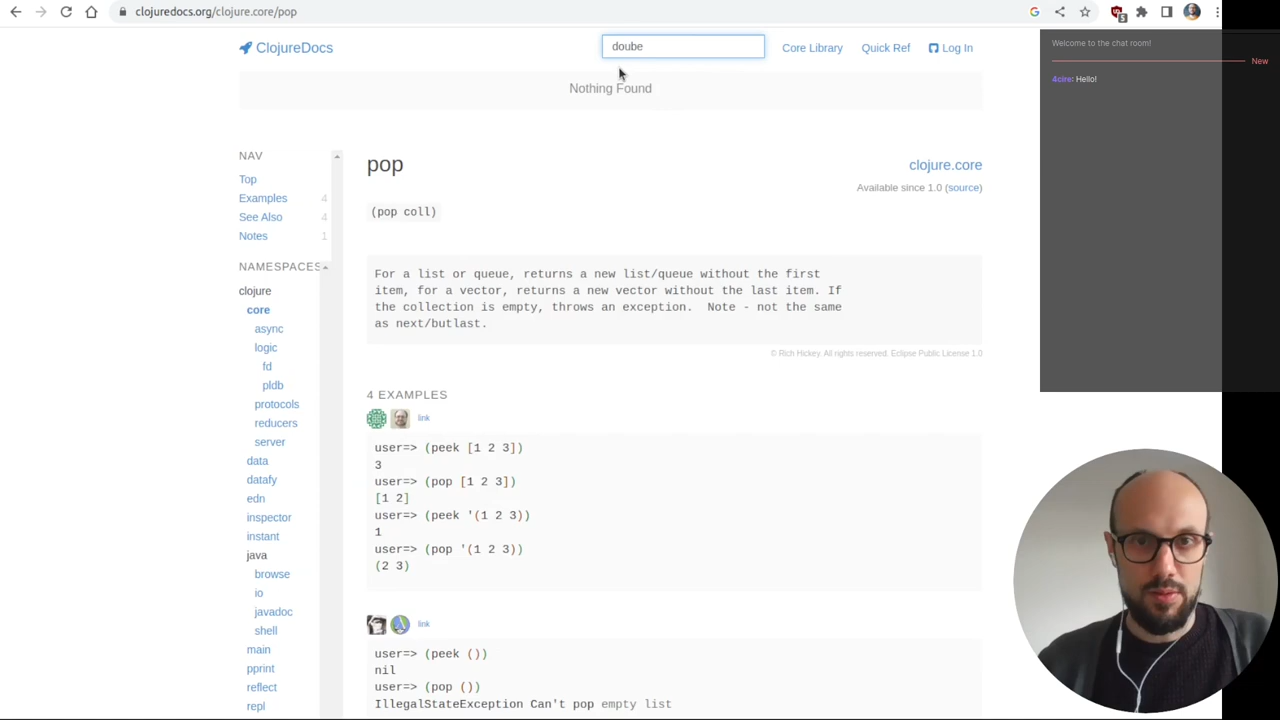 clojuredocs.org/clojure.core/pop
5
ClojureDocs
doube
Core Library
Quick Ref
Log In
Nothing Found
Welcome to the chat room!
New
4cire: Hello!
NAV
Top
Examples 4
See Also 4
Notes 1
NAMESPACES
clojure
core
async
logic
fd
pldb
protocols
reducers
server
data
datafy
edn
inspector
instant
java
browse
io
javadoc
shell
main
pprint
reflect
repl
pop
clojure.core
Available since 1.0 (source)
(pop coll)
For a list or queue, returns a new list/queue without the first
item, for a vector, returns a new vector without the last item. If
the collection is empty, throws an exception.  Note - not the same
as next/butlast.
© Rich Hickey. All rights reserved. Eclipse Public License 1.0
4 EXAMPLES
link
user=> (peek [1 2 3])
3
user=> (pop [1 2 3])
[1 2]
user=> (peek '(1 2 3))
1
user=> (pop '(1 2 3))
(2 3)
link
user=> (peek ())
nil
user=> (pop ())
IllegalStateException Can't pop empty list